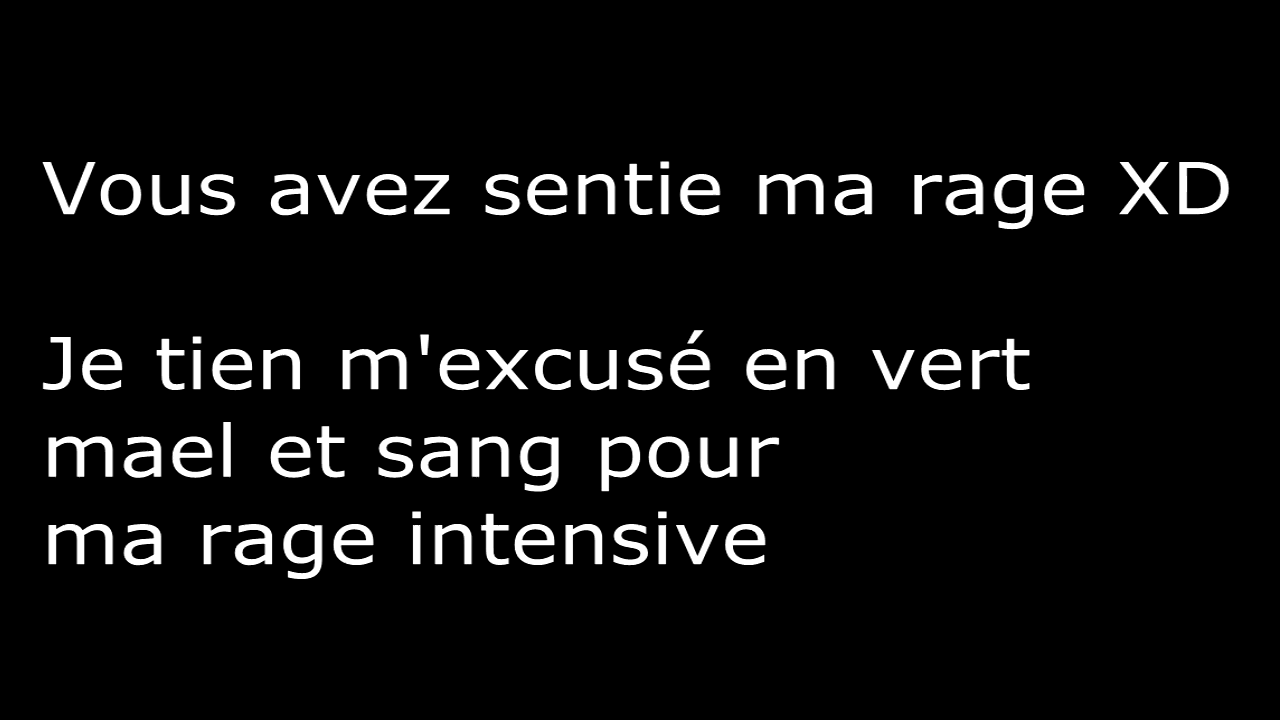 Vous avez sentie ma rage XD
Je tien m'excusé en vert
mael et sang pour
ma rage intensive